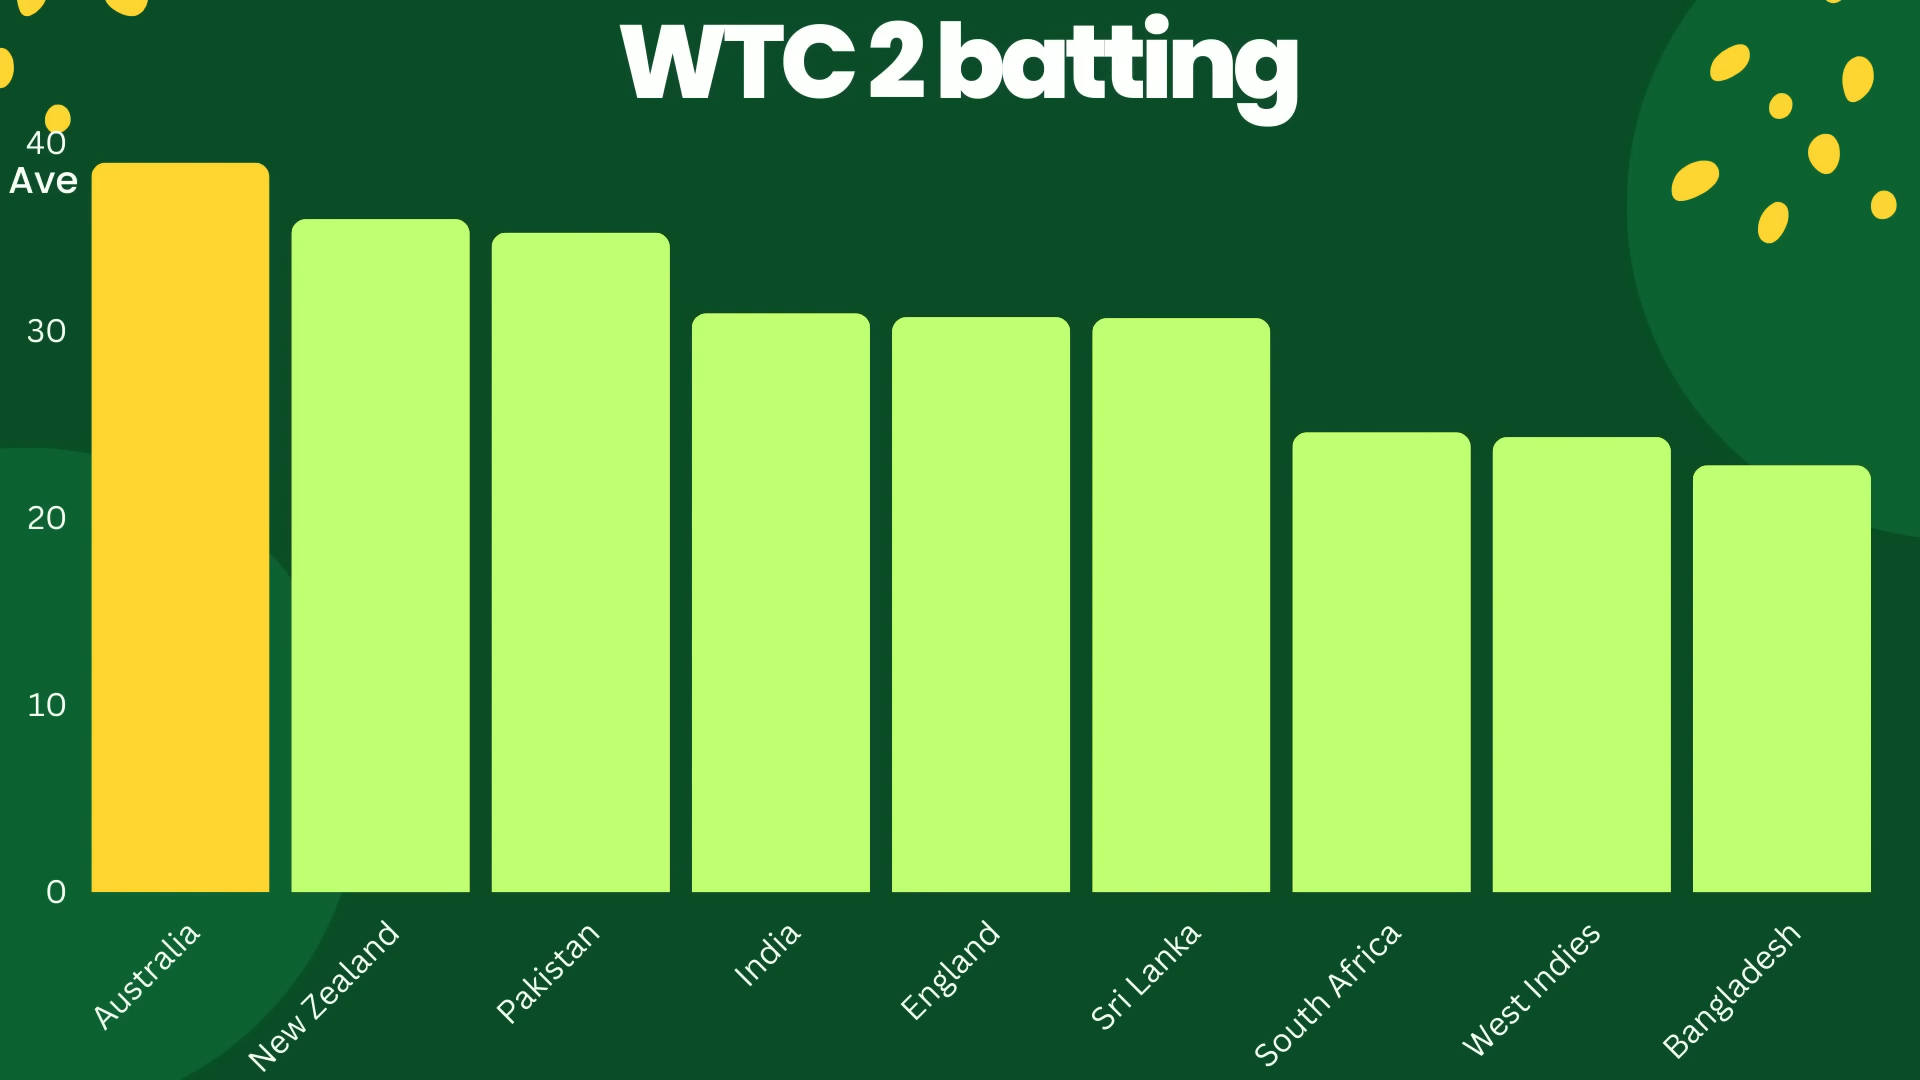 WTC 2 batting
40
Ave
30
20
10
0
Australia
New Zealand
Pakistan
India
England
Sri Lanka
South Africa
West Indies
Bangladesh